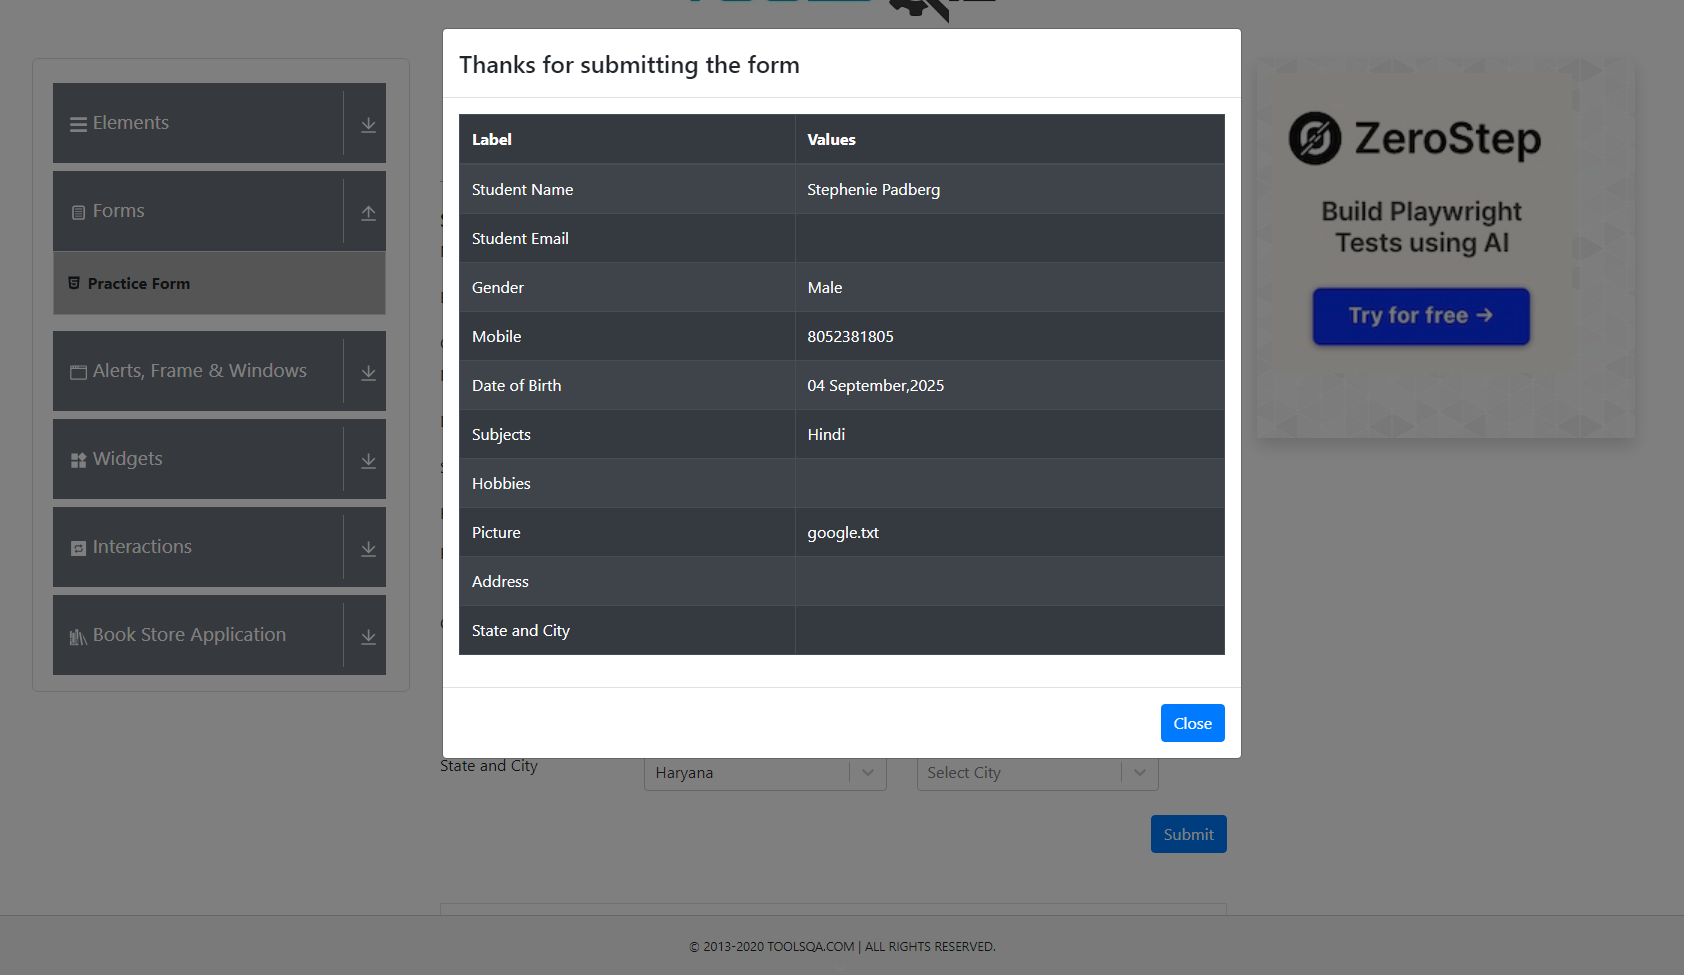 Thanks for submitting the form
Label Values
Student Name Stephenie Padberg
Student Email
Gender Male
Mobile 8052381805
Date of Birth 04 September,2025
Subjects Hindi
Hobbies
Picture google.txt
Address
State and City
Close
Elements
Forms
Practice Form
Alerts, Frame & Windows
Widgets
Interactions
Book Store Application
ZeroStep
Build Playwright
Tests using AI
Try for free →
State and City Haryana Select City
Submit
© 2013-2020 TOOLSQA.COM | ALL RIGHTS RESERVED.